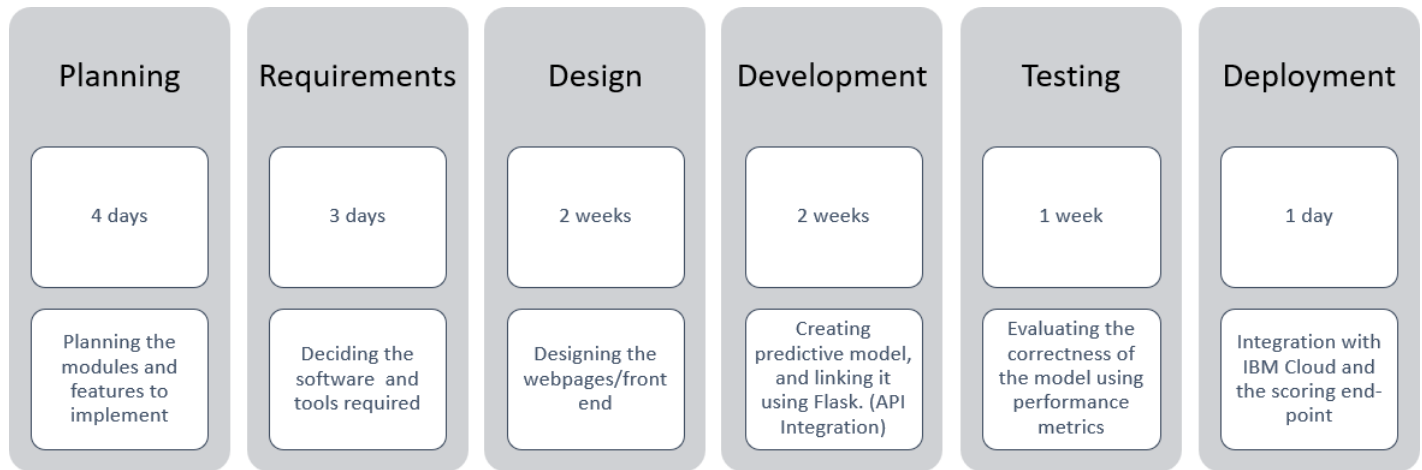 Planning
4 days
Planning the
modules and
features to
implement
Requirements
3 days
Deciding the
software and
tools required
Design
2 weeks
Designing the
webpages/front
end
Development
2 weeks
Creating
predictive model,
and linking it
using Flask. (API
Integration)
Testing
1 week
Evaluating the
correctness of
the model using
performance
metrics
Deployment
1 day
Integration with
IBM Cloud and
the scoring end-
point